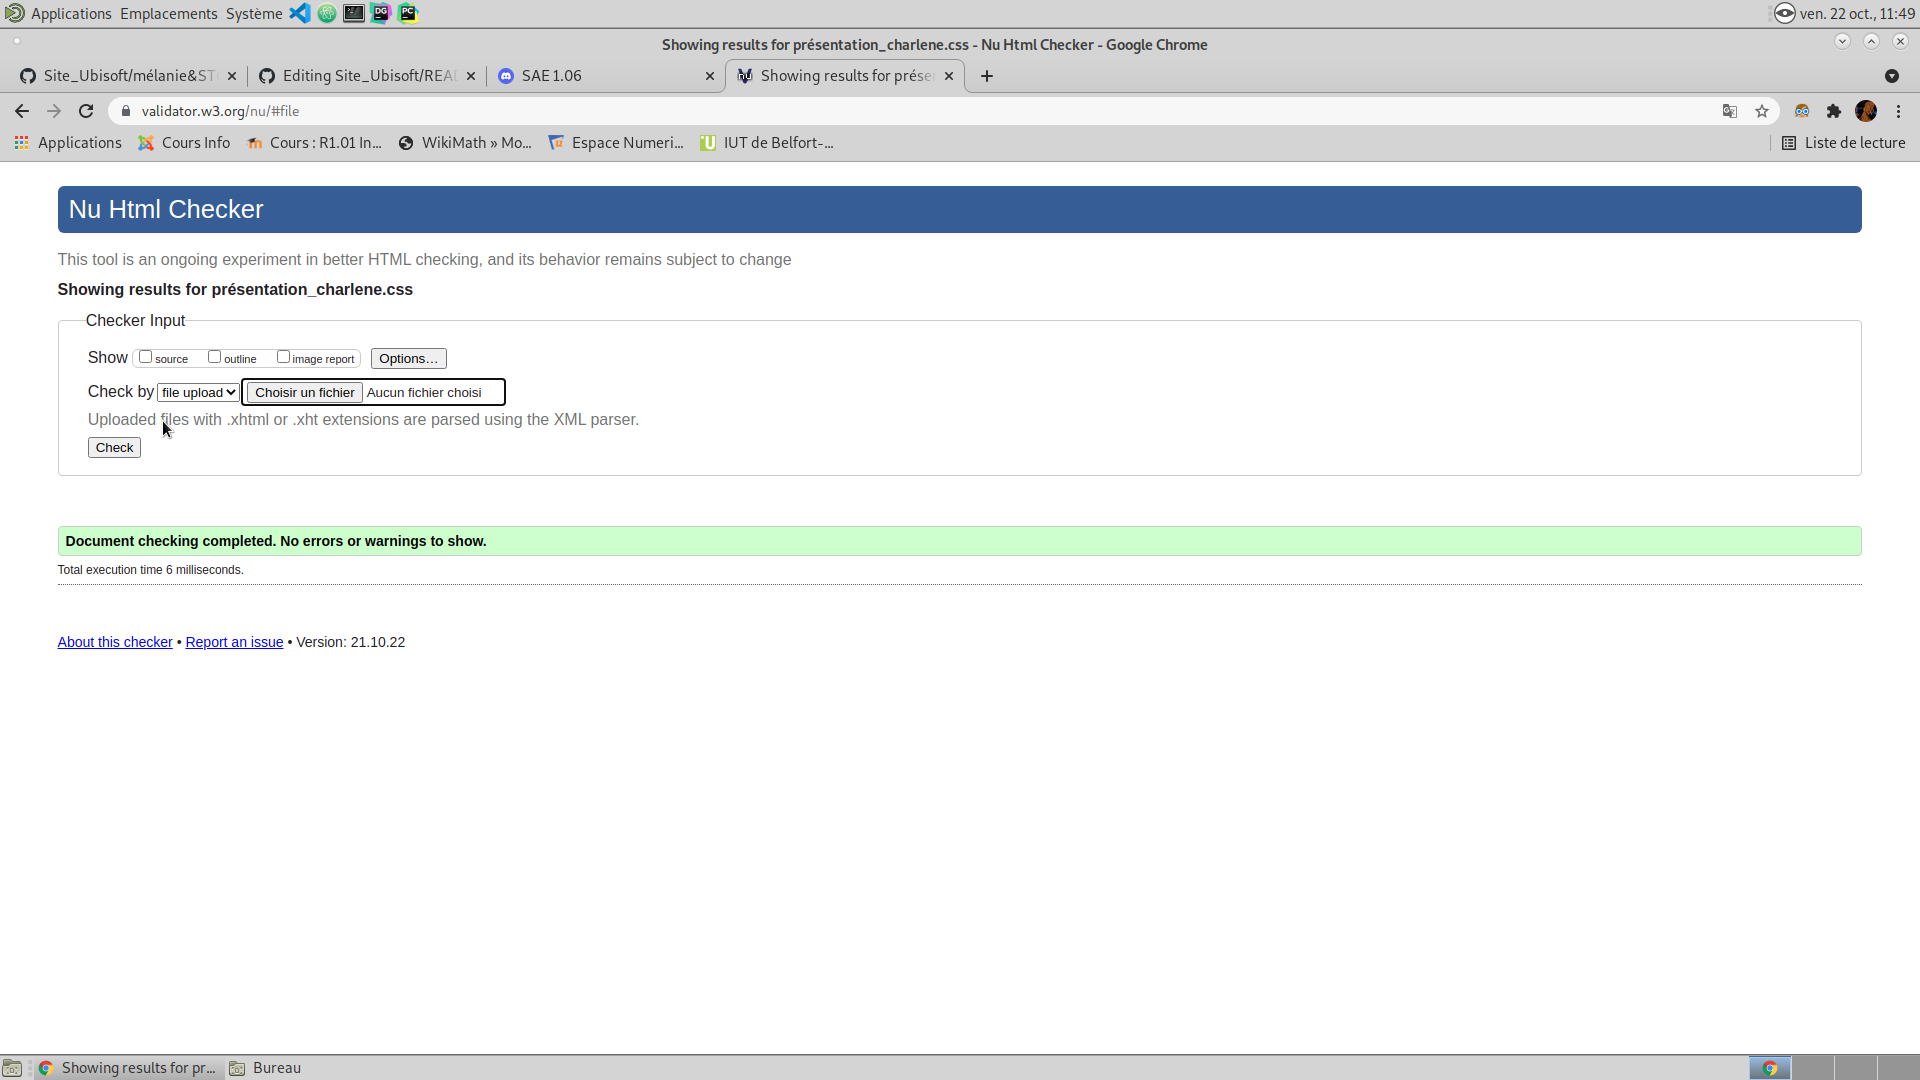 Applications Emplacements Système DG PC ven. 22 oct., 11:49
Showing results for présentation_charlene.css - Nu Html Checker - Google Chrome
Site_Ubisoft/mélanie&ST Editing Site_Ubisoft/REA SAE 1.06 Showing results for prése
validator.w3.org/nu/#file
Applications Cours Info Cours : R1.01 In... WikiMath » Mo... Espace Numeri... IUT de Belfort-... Liste de lecture
Nu Html Checker
This tool is an ongoing experiment in better HTML checking, and its behavior remains subject to change
Showing results for présentation_charlene.css
Checker Input
Show source outline image report Options...
Check by file upload Choisir un fichier Aucun fichier choisi
Uploaded files with .xhtml or .xht extensions are parsed using the XML parser.
Check
Document checking completed. No errors or warnings to show.
Total execution time 6 milliseconds.
About this checker • Report an issue • Version: 21.10.22
Showing results for pr... Bureau